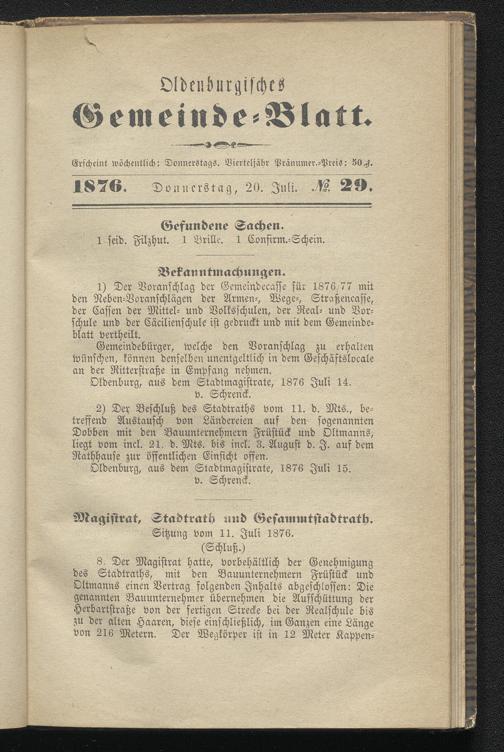 Oldenburgisches
Gemeinde-Blatt.
Erscheint wöchentlich: Donnerstags. Vierteljähr Pränumer.-Preis: 50 ₰.
1876. Donnerstag, 20. Juli. № 29.
Gefundene Sachen.
1 seid. Filzhut. 1 Brille. 1 Confirm.-Schein.
Bekanntmachungen.
1) Der Voranschlag der Gemeindecasse für 1876/77 mit
den Neben-Voranschlägen der Armen-, Wege-, Straßencasse,
der Cassen der Mittel- und Volksschulen, der Real- und Vor-
schule und der Cäcilienschule ist gedruckt und mit dem Gemeinde-
blatt vertheilt.
Gemeindebürger, welche den Voranschlag zu erhalten
wünschen, können denselben unentgeltlich in dem Geschäftslocale
an der Ritterstraße in Empfang nehmen.
Oldenburg, aus dem Stadtmagistrate, 1876 Juli 14.
v. Schrenck.
2) Der Beschluß des Stadtraths vom 11. d. Mts., be-
treffend Austausch von Ländereien auf den sogenannten
Dobben mit den Bauunternehmern Früstück und Oltmanns,
liegt vom incl. 21. d. Mts. bis incl. 3. August d. J. auf dem
Rathhause zur öffentlichen Einsicht offen.
Oldenburg, aus dem Stadtmagistrate, 1876 Juli 15.
v. Schrenck.
Magistrat, Stadtrath und Gesammtstadtrath.
Sitzung vom 11. Juli 1876.
(Schluß.)
8. Der Magistrat hatte, vorbehältlich der Genehmigung
des Stadtraths, mit den Bauunternehmern Früstück und
Oltmanns einen Vertrag folgenden Inhalts abgeschlossen: Die
genannten Bauunternehmer übernehmen die Aufschüttung der
Herbartstraße von der fertigen Strecke bei der Realschule bis
zu der alten Haaren, diese einschließlich, im Ganzen eine Länge
von 216 Metern. Der Wegkörper ist in 12 Meter Kappen-